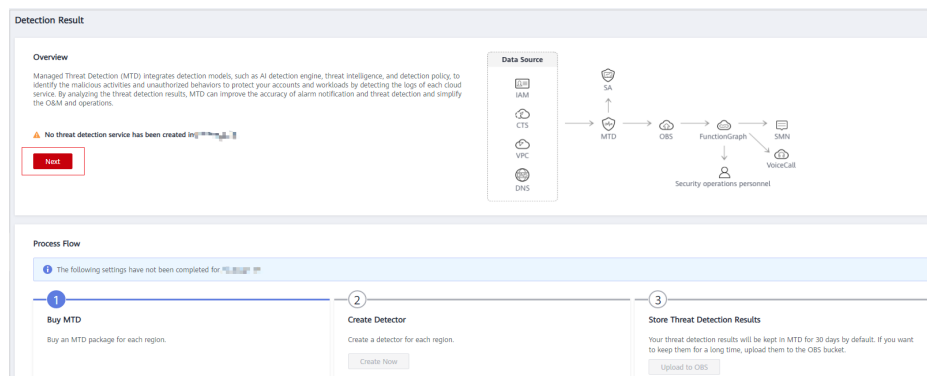 Detection Result
Overview
Managed Threat Detection (MTD) integrates detection models, such as AI detection engine, threat intelligence, and detection policy, to
identify the malicious activities and unauthorized behaviors to protect your accounts and workloads by detecting the logs of each cloud
service. By analyzing the threat detection results, MTD can improve the accuracy of alarm notification and threat detection and simplify
the O&M and operations.
No threat detection service has been created in
Next
Data Source
IAM
CTS
VPC
DNS
SA
MTD
OBS
FunctionGraph
SMN
VoiceCall
Security operations personnel
Process Flow
The following settings have not been completed for
1
Buy MTD
Buy an MTD package for each region.
2
Create Detector
Create a detector for each region.
Create Now
3
Store Threat Detection Results
Your threat detection results will be kept in MTD for 30 days by default. If you want
to keep them for a long time, upload them to the OBS bucket.
Upload to OBS